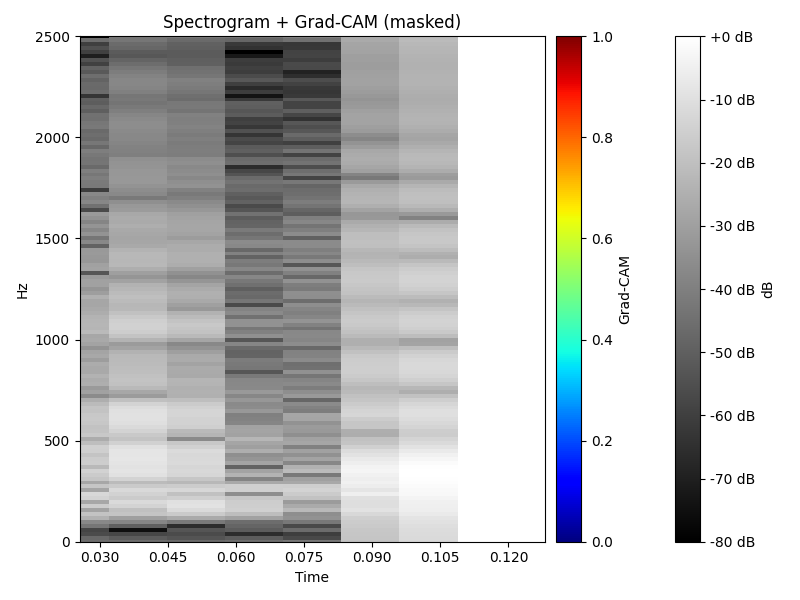 Spectrogram + Grad-CAM (masked)
2500
2000
1500
1000
500
0
Hz
0.030
0.045
0.060
0.075
0.090
0.105
0.120
Time
1.0
0.8
0.6
0.4
0.2
0.0
Grad-CAM
+0 dB
-10 dB
-20 dB
-30 dB
-40 dB
-50 dB
-60 dB
-70 dB
-80 dB
dB